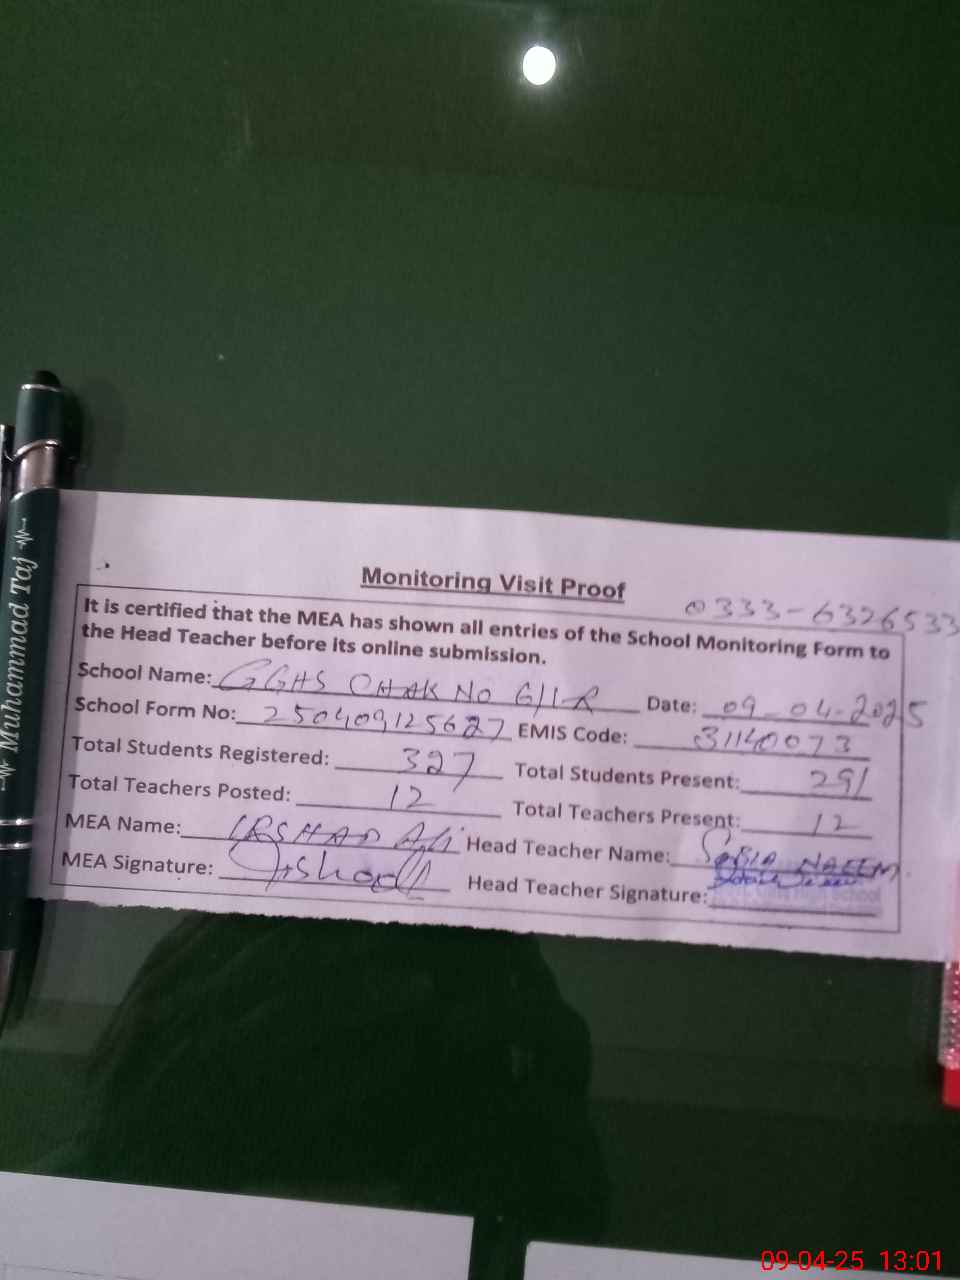 Muhammad Taj
Monitoring Visit Proof
0333-6326533
It is certified that the MEA has shown all entries of the School Monitoring Form to
the Head Teacher before its online submission.
School Name: GGHS CHAK NO 6/1R Date: 09-04-2025
School Form No: 250409125627 EMIS Code: 31140073
Total Students Registered: 327 Total Students Present: 291
Total Teachers Posted: 12 Total Teachers Present: 12
MEA Name: IRSHAD Ali Head Teacher Name: SOBIA NAEEM
MEA Signature: Irshad Head Teacher Signature:
High School
09-04-25 13:01